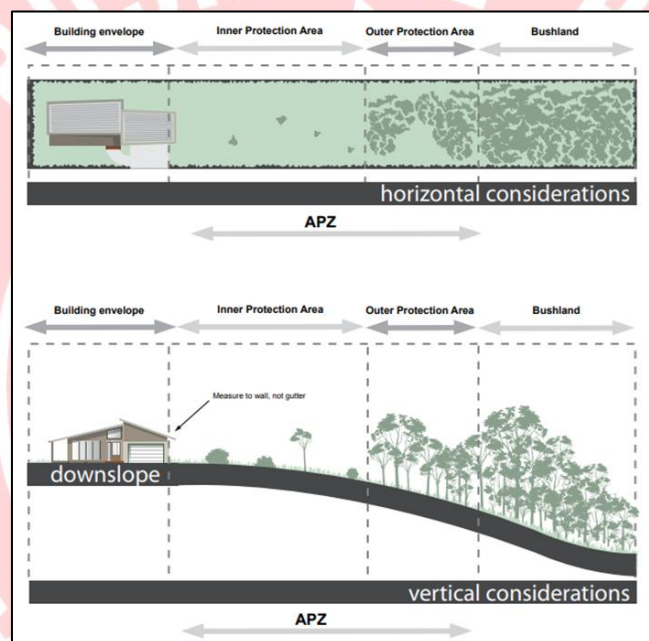 Building envelope Inner Protection Area Outer Protection Area Bushland
horizontal considerations
APZ
Building envelope Inner Protection Area Outer Protection Area Bushland
Measure to wall, not gutter
downslope
vertical considerations
APZ